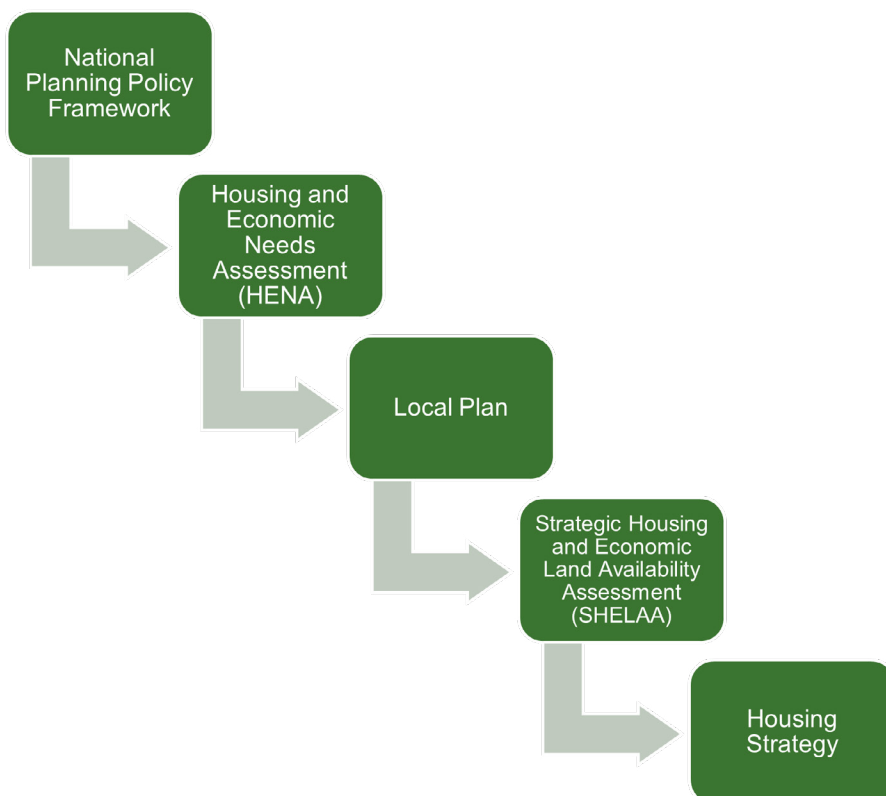 National
Planning Policy
Framework
Housing and
Economic
Needs
Assessment
(HENA)
Local Plan
Strategic Housing
and Economic
Land Availability
Assessment
(SHELAA)
Housing
Strategy